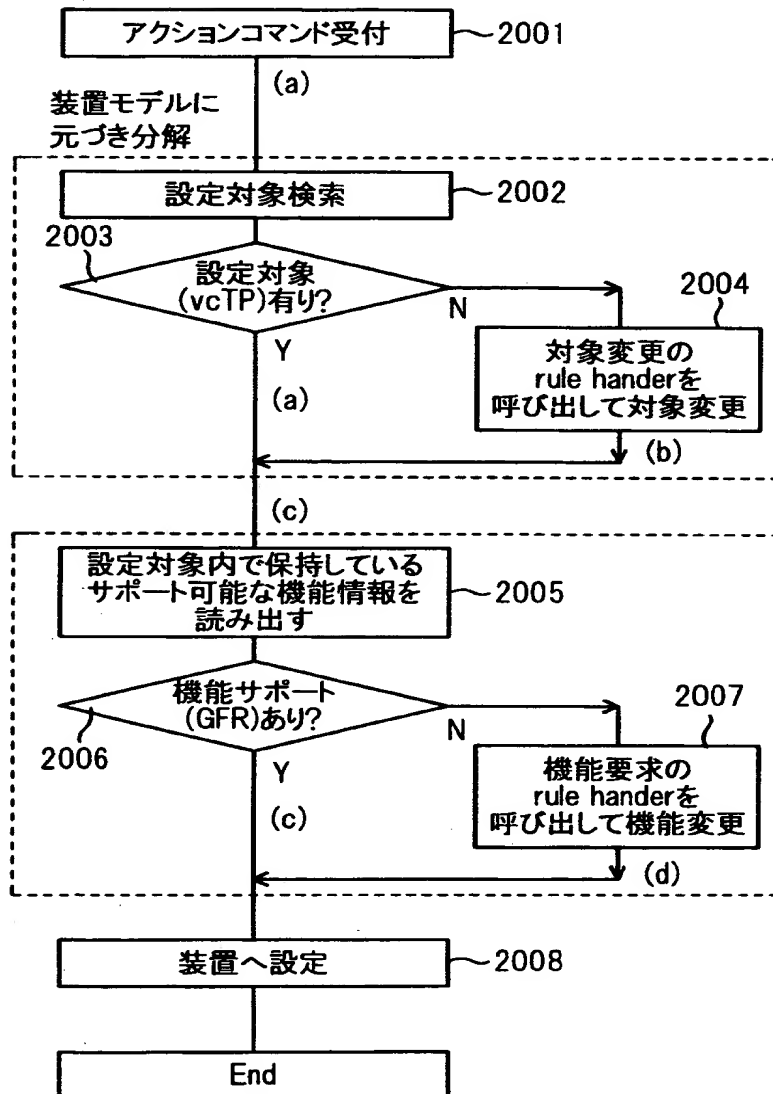 アクションコマンド受付
2001
(a)
装置モデルに
元づき分解
設定対象検索
2002
2003
設定対象
(vcTP)有り?
N
2004
Y
対象変更の
rule handerを
呼び出して対象変更
(a)
(b)
(c)
設定対象内で保持している
サポート可能な機能情報を
読み出す
2005
機能サポート
(GFR)あり?
2006
N
2007
Y
機能要求の
rule handerを
呼び出して機能変更
(c)
(d)
装置へ設定
2008
End